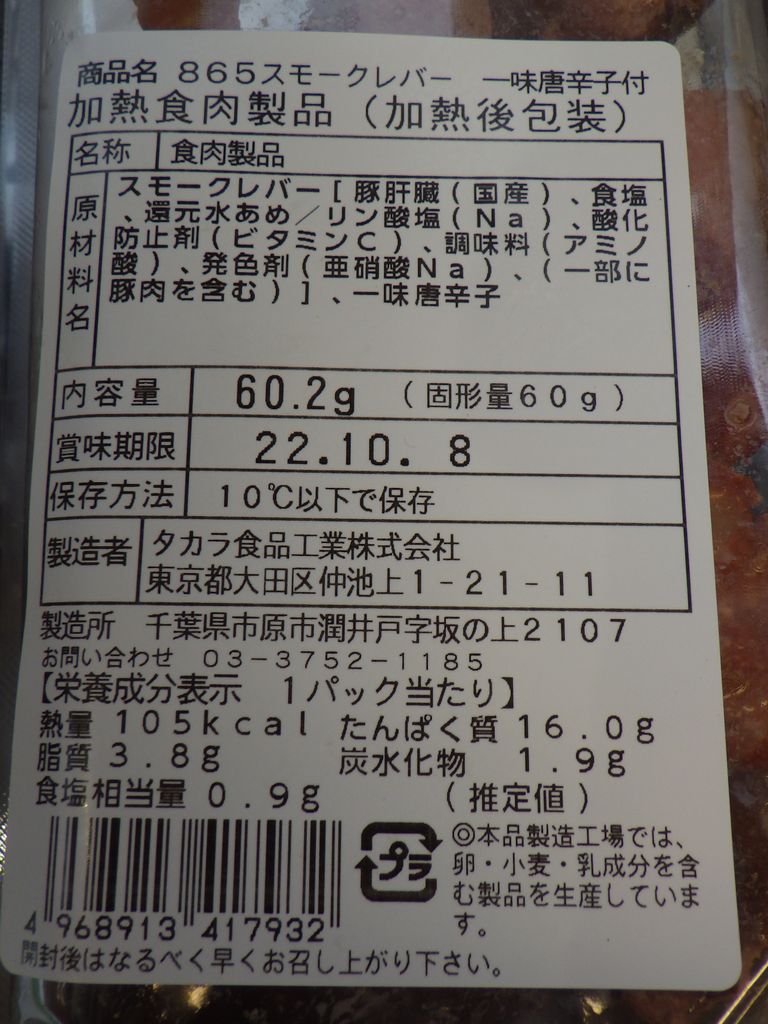 商品名 865スモークレバー 一味唐辛子付
加熱食肉製品(加熱後包装)
名称 食肉製品
原材料名
スモークレバー[豚肝臓(国産)、食塩
、還元水あめ/リン酸塩(Na)、酸化
防止剤(ビタミンC)、調味料(アミノ
酸)、発色剤(亜硝酸Na)、(一部に
豚肉を含む)]、一味唐辛子
内容量 60.2g (固形量60g)
賞味期限 22.10. 8
保存方法 10℃以下で保存
製造者 タカラ食品工業株式会社
東京都大田区仲池上1-21-11
製造所 千葉県市原市潤井戸字坂の上2107
お問い合わせ 03-3752-1185
【栄養成分表示 1パック当たり】
熱量 105kcal たんぱく質 16.0g
脂質 3.8g 炭水化物 1.9g
食塩相当量 0.9g (推定値)
プラ
◎本品製造工場では、
卵・小麦・乳成分を含
む製品を生産していま
す。
4 968913 417932
開封後はなるべく早くお召し上がり下さい。